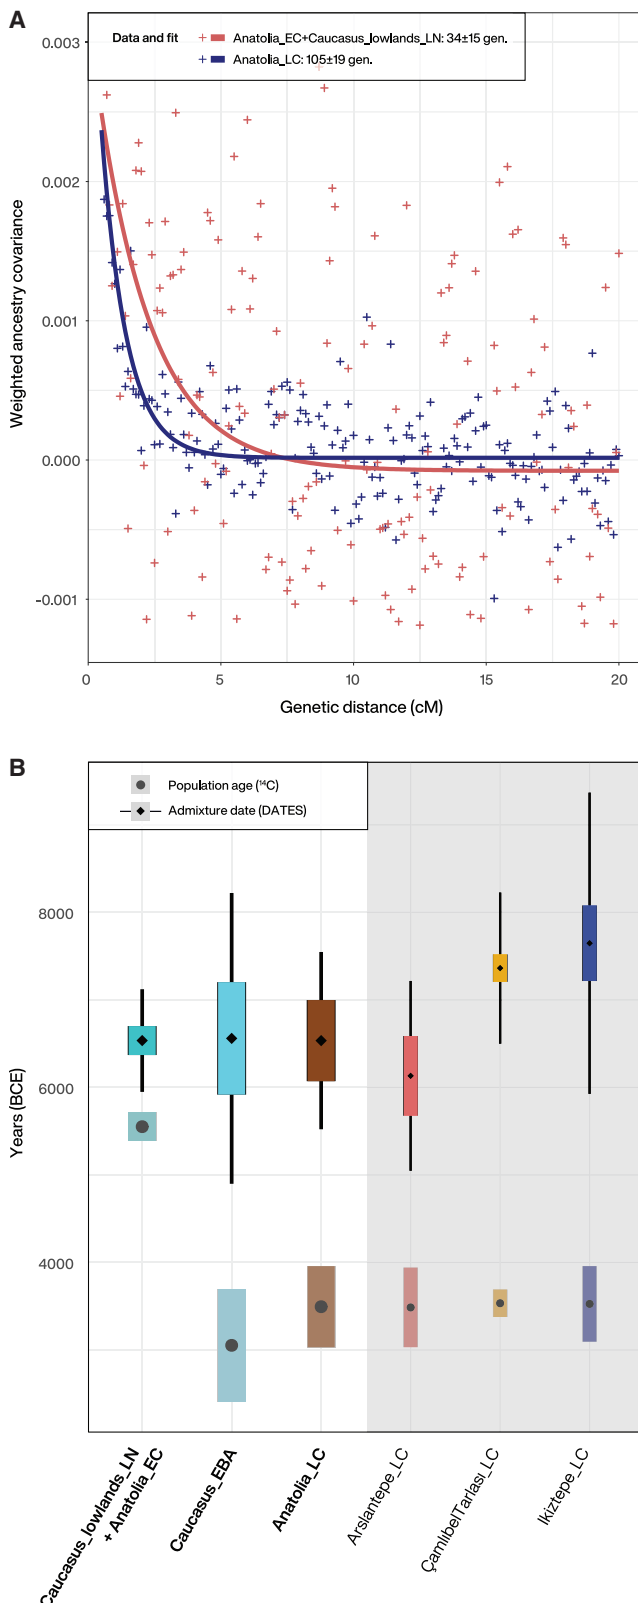 A
Data and fit
Anatolia_EC+Caucasus_lowlands_LN: 34±15 gen.
Anatolia_LC: 105±19 gen.
Weighted ancestry covariance
0.003
0.002
0.001
0.000
-0.001
0
5
10
15
20
Genetic distance (cM)
B
Population age (¹⁴C)
Admixture date (DATES)
Years (BCE)
8000
6000
4000
Caucasus_lowlands_LN
+ Anatolia_EC
Caucasus_EBA
Anatolia_LC
Arslantepe_LC
ÇamlıbelTarlası_LC
Ikiztepe_LC